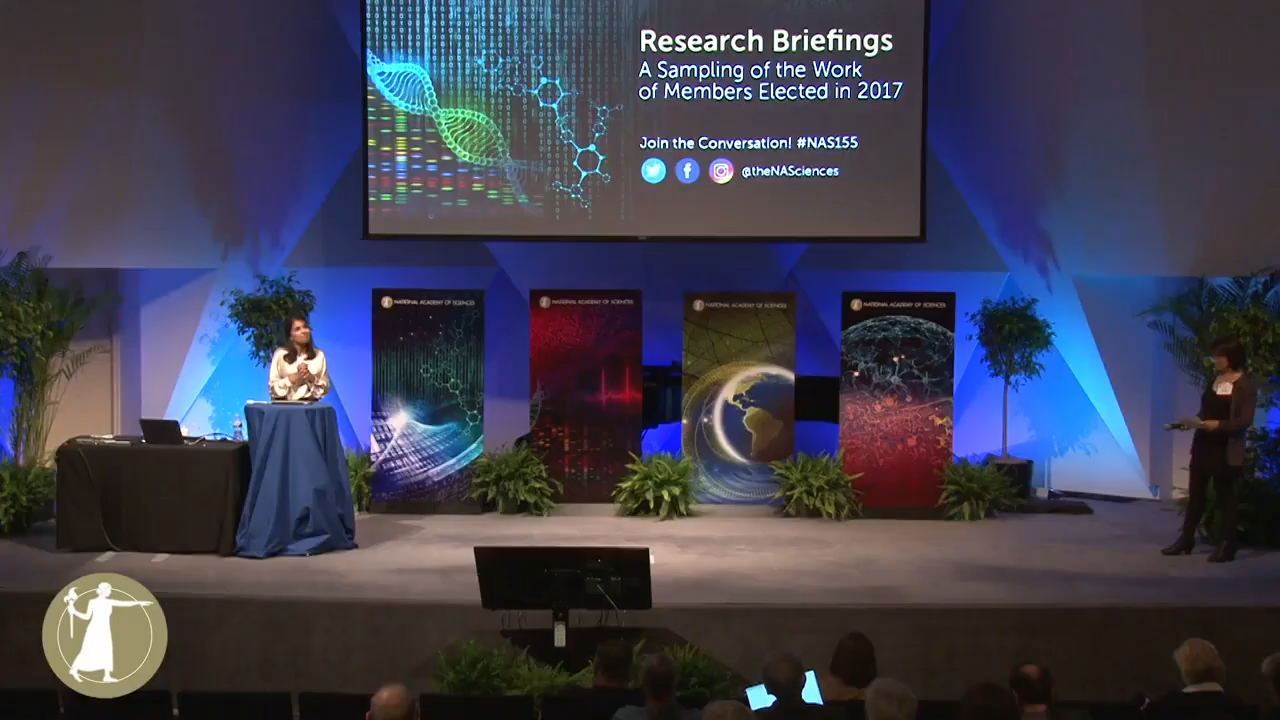 Research Briefings
A Sampling of the Work
of Members Elected in 2017
Join the Conversation! #NAS155
@theNASciences
NATIONAL ACADEMY OF SCIENCES
NATIONAL ACADEMY OF SCIENCES
NATIONAL ACADEMY OF SCIENCES
NATIONAL ACADEMY OF SCIENCES